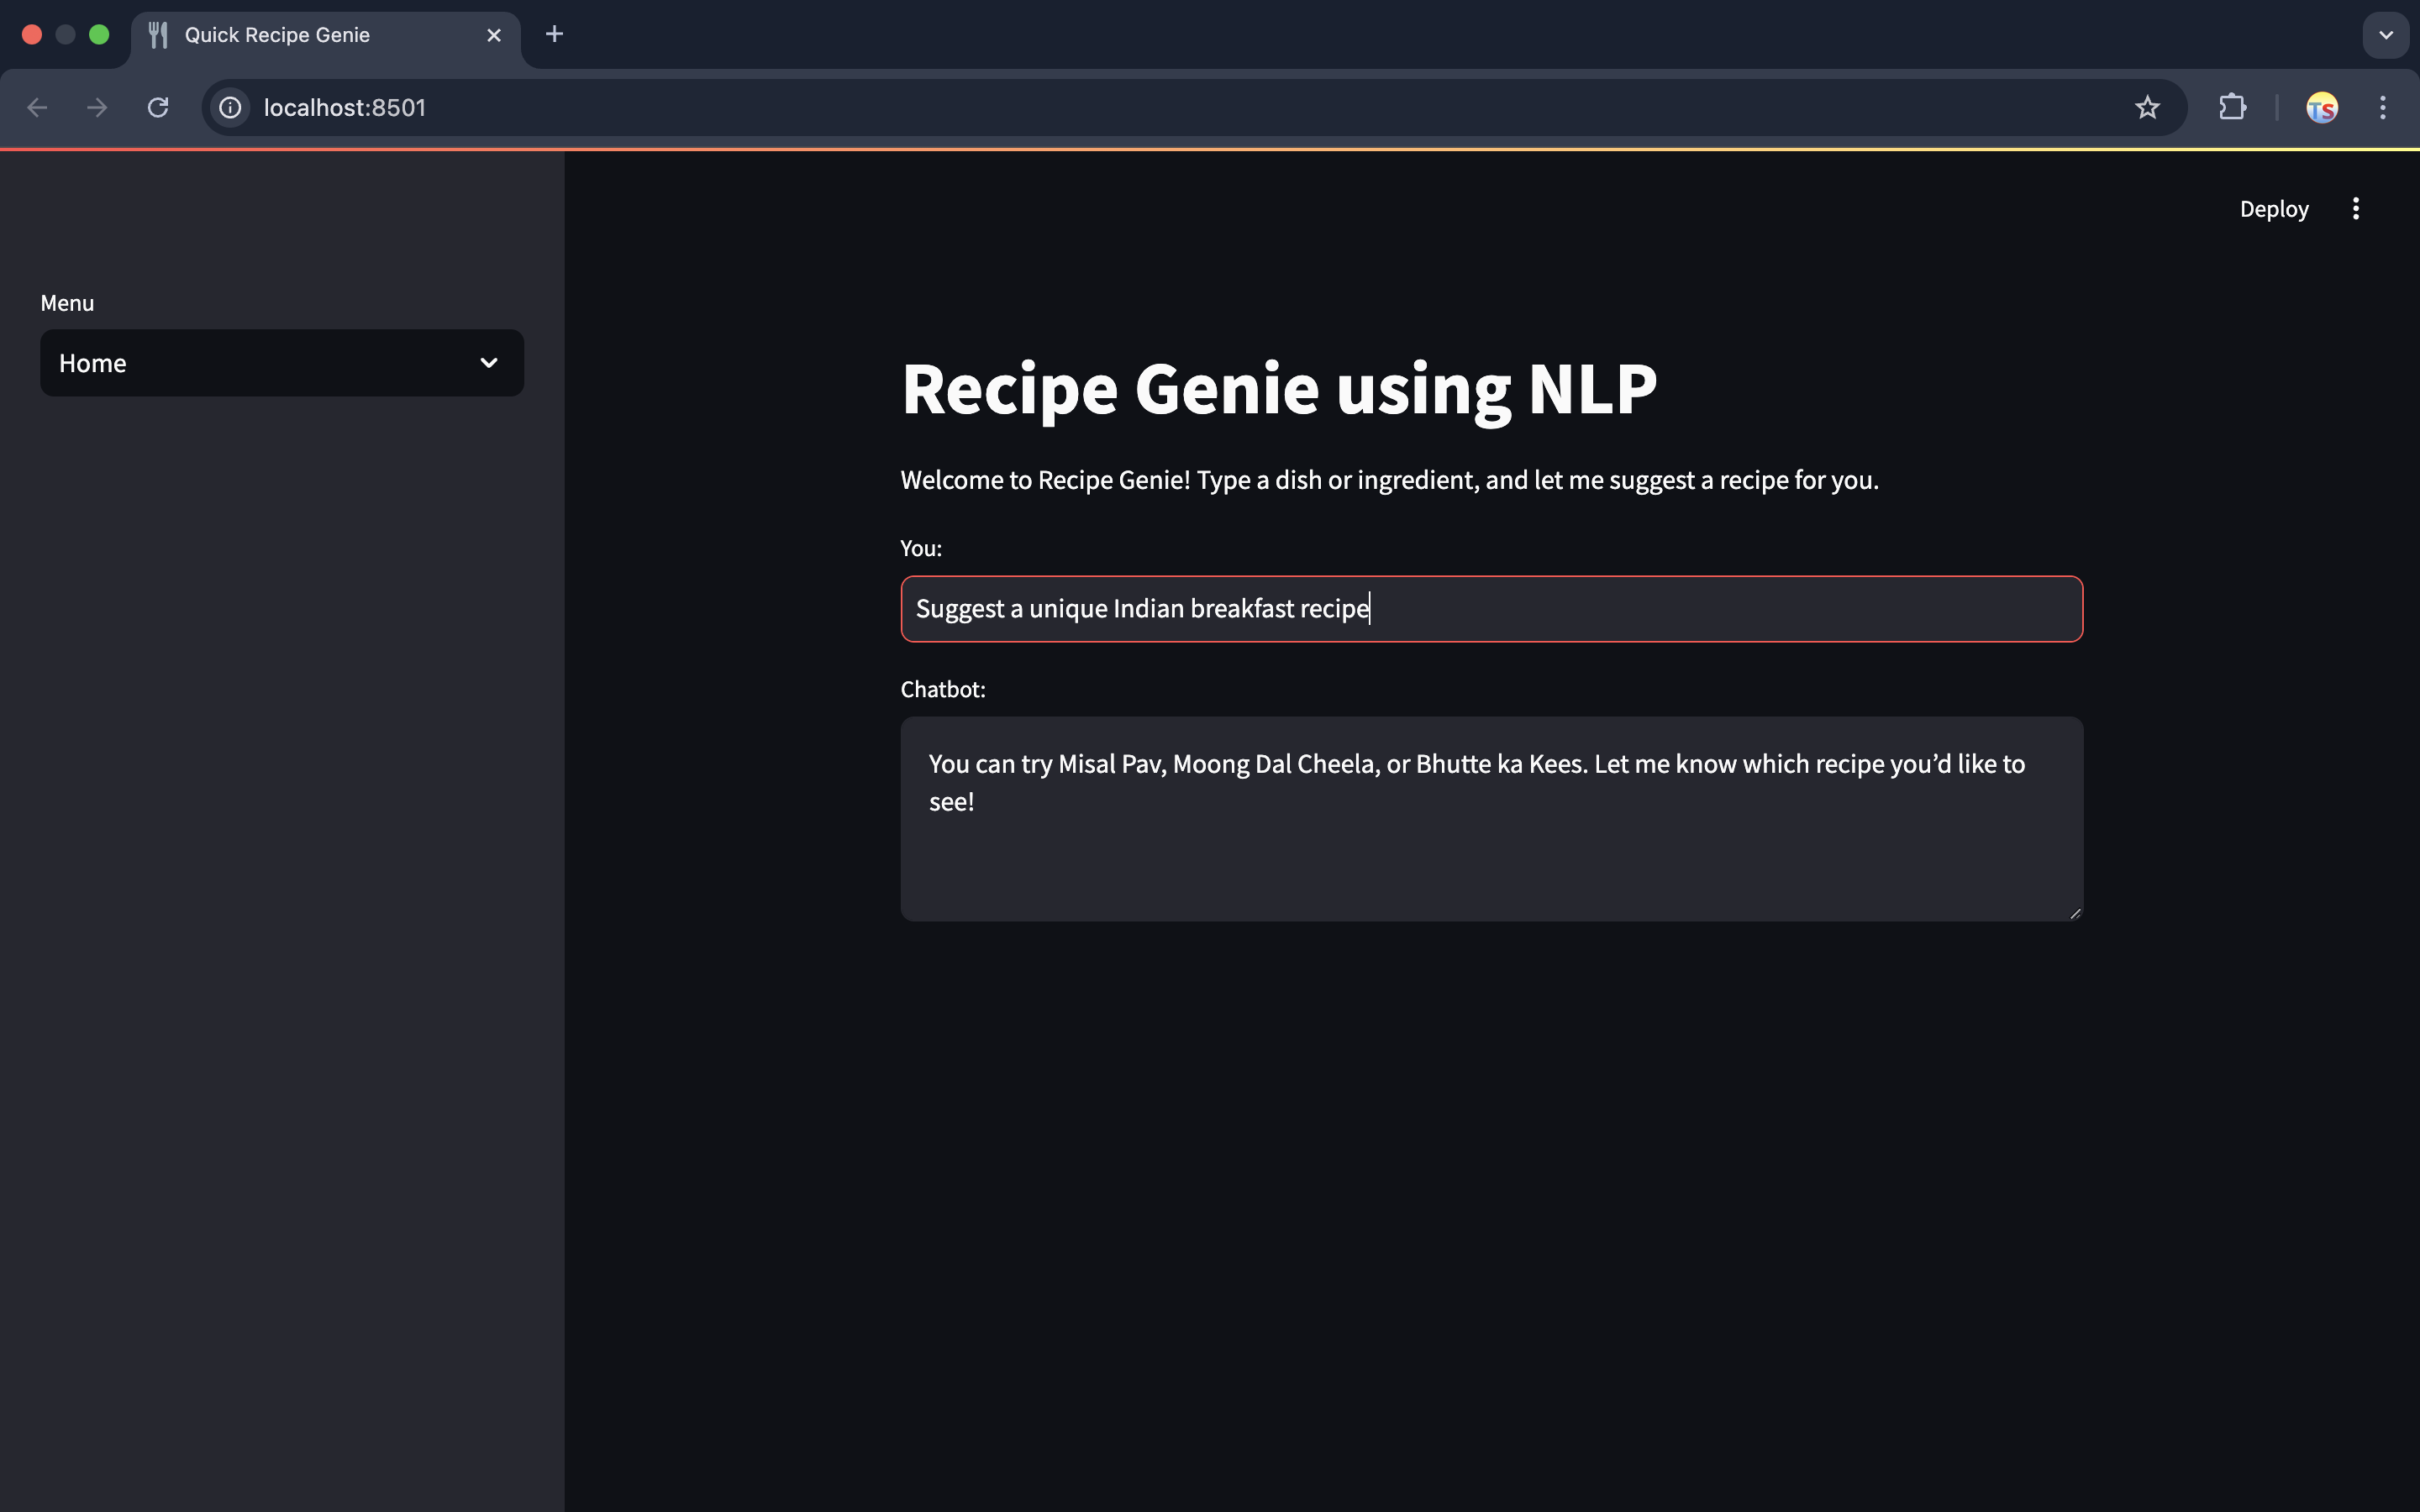 Quick Recipe Genie
localhost:8501
Deploy
Menu
Home
Recipe Genie using NLP
Welcome to Recipe Genie! Type a dish or ingredient, and let me suggest a recipe for you.
You:
Suggest a unique Indian breakfast recipe
Chatbot:
You can try Misal Pav, Moong Dal Cheela, or Bhutte ka Kees. Let me know which recipe you’d like to
see!
TS